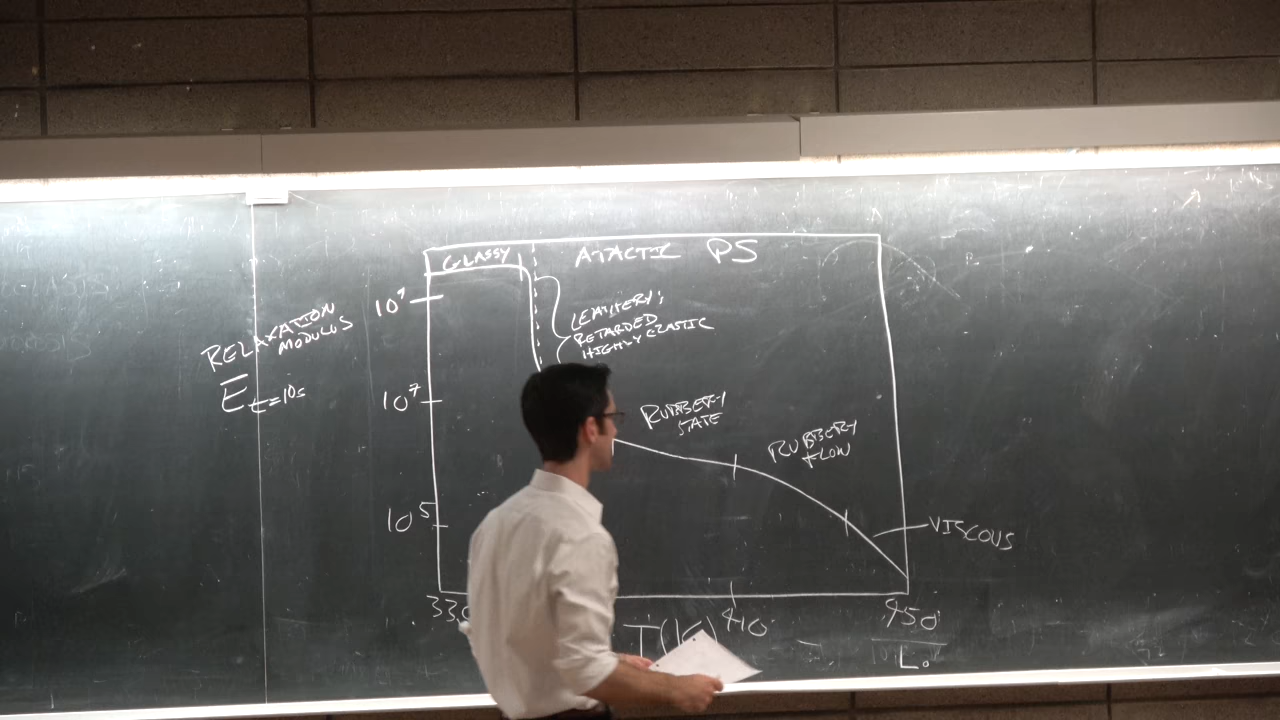 GLASSY
ATACTIC PS
10⁹
LEATHERY;
RETARDED
HIGHLY ELASTIC
RELAXATION
MODULUS
E t=10s
10⁷
RUBBERY
STATE
RUBBERY
FLOW
10⁵
VISCOUS
T(K)
410
450